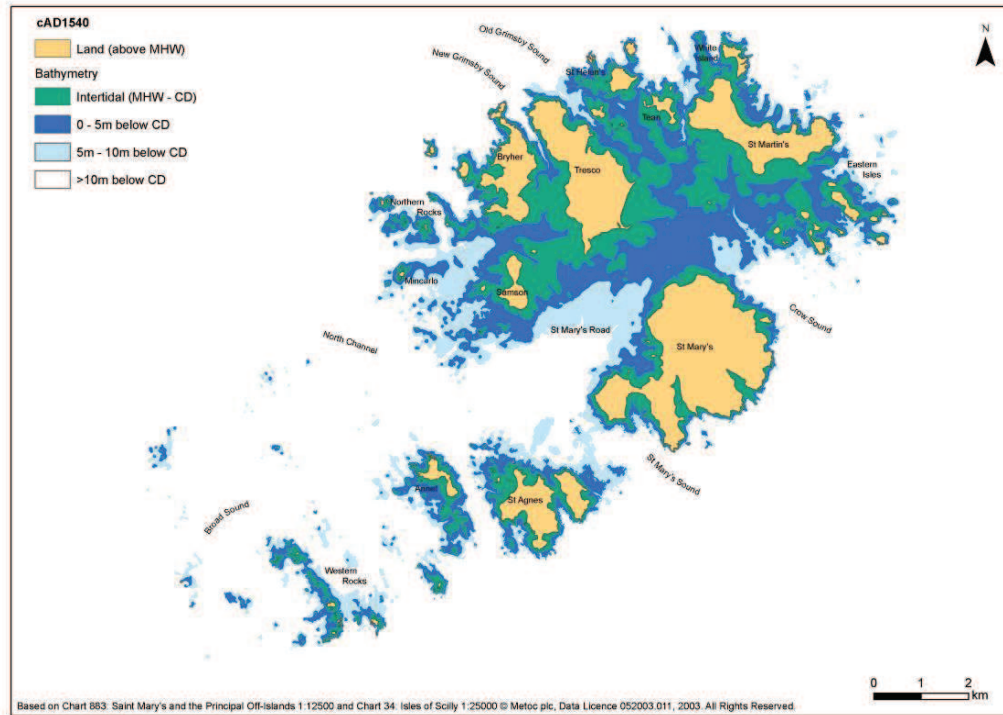 cAD1540
Land (above MHW)
Bathymetry
Intertidal (MHW - CD)
0 - 5m below CD
5m - 10m below CD
>10m below CD
N
Old Grimsby Sound
New Grimsby Sound
White
Island
St Helen's
Tean
St Martin's
Bryher
Tresco
Eastern
Isles
Northern
Rocks
Mincarlo
Samson
St Mary's Road
Crow Sound
North Channel
St Mary's
St Mary's Sound
Annet
St Agnes
Broad Sound
Western
Rocks
0 1 2
km
Based on Chart 883: Saint Mary's and the Principal Off-Islands 1:12500 and Chart 34: Isles of Scilly 1:25000 © Metoc plc, Data Licence 052003.011, 2003. All Rights Reserved.